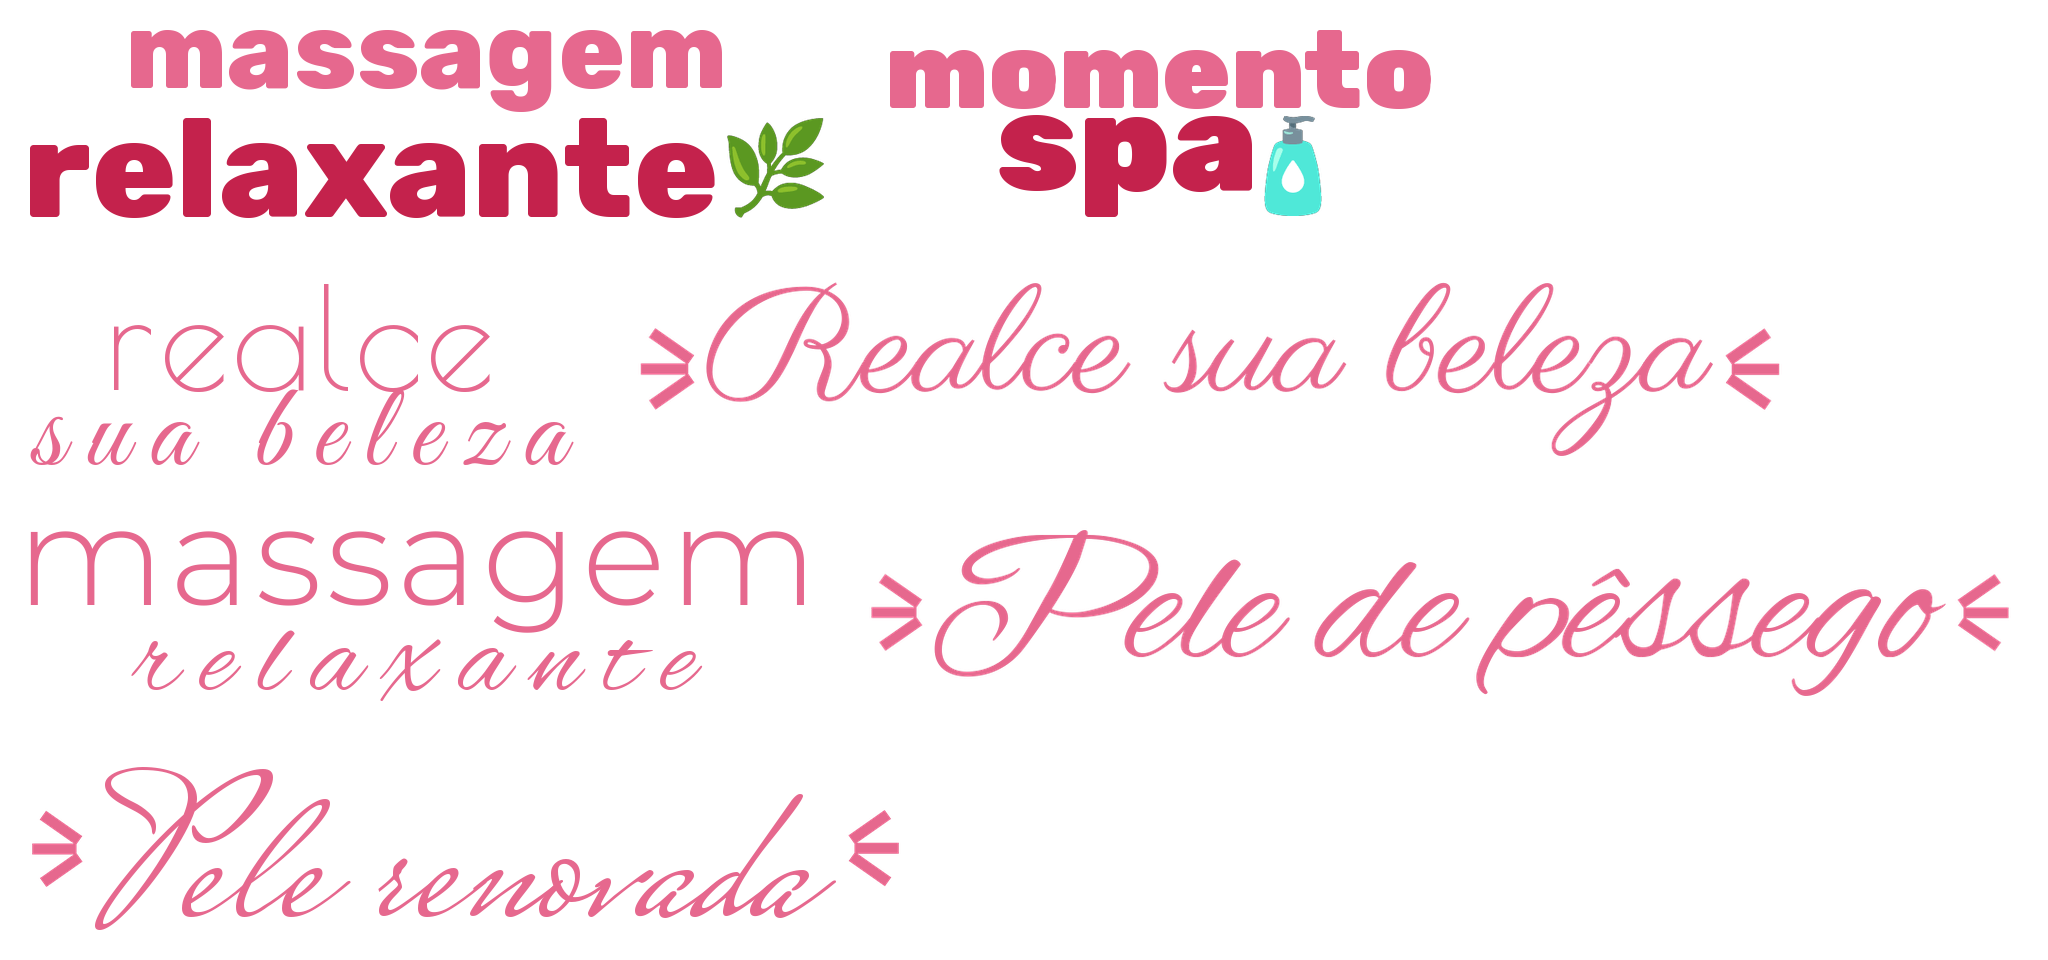 massagem
relaxante
momento
spa
realce
sua beleza
Realce sua beleza
massagem
relaxante
Pele de pêssego
Pele renovada